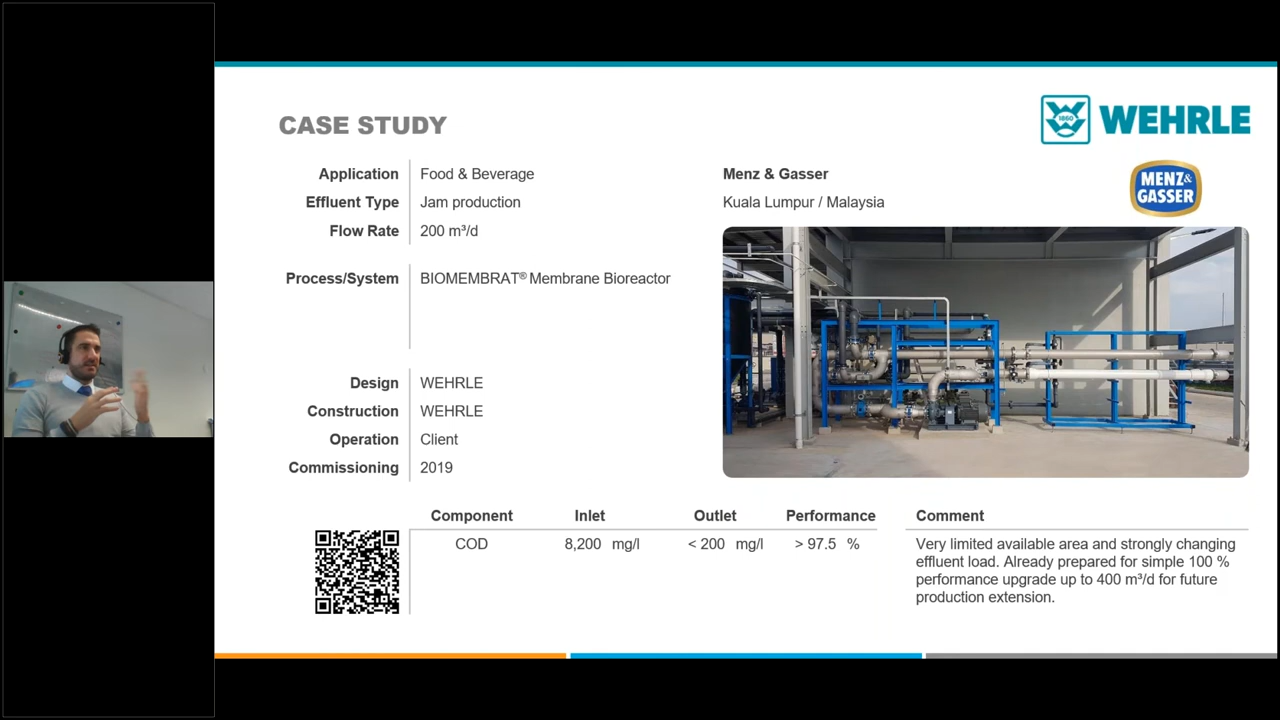 CASE STUDY
1860
WEHRLE
Application Food & Beverage
Effluent Type Jam production
Flow Rate 200 m³/d
Process/System BIOMEMBRAT® Membrane Bioreactor
Design WEHRLE
Construction WEHRLE
Operation Client
Commissioning 2019
Menz & Gasser
Kuala Lumpur / Malaysia
MENZ&
GASSER
Component Inlet Outlet Performance
COD 8,200 mg/l < 200 mg/l > 97.5 %
Comment
Very limited available area and strongly changing
effluent load. Already prepared for simple 100 %
performance upgrade up to 400 m³/d for future
production extension.